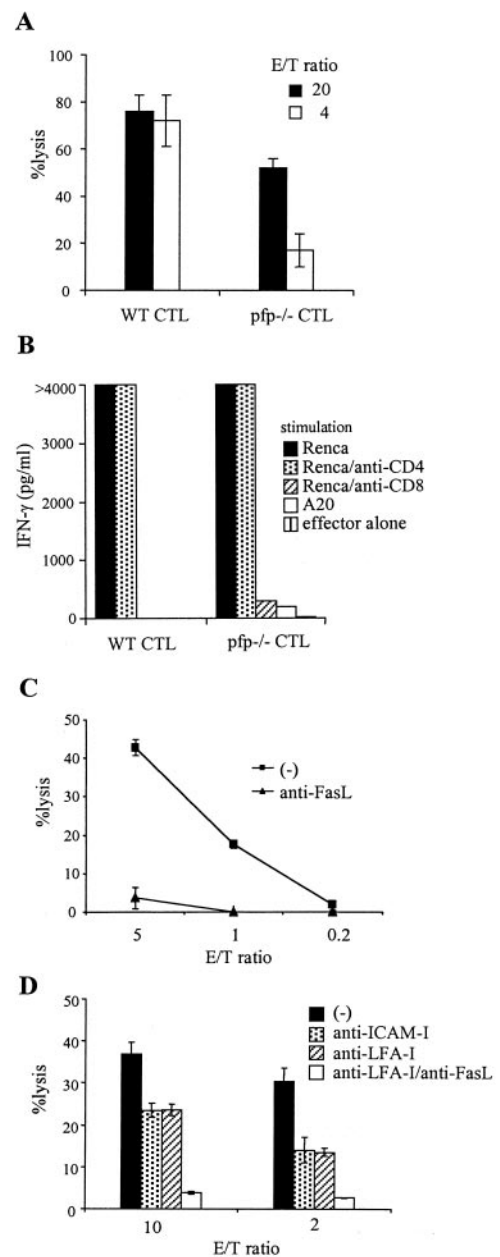 A
E/T ratio
20
4
%lysis
100
80
60
40
20
0
WT CTL
pfp-/- CTL
B
IFN-γ (pg/ml)
>4000
3000
2000
1000
0
stimulation
Renca
Renca/anti-CD4
Renca/anti-CD8
A20
effector alone
WT CTL
pfp-/- CTL
C
%lysis
50
40
30
20
10
0
(-)
anti-FasL
5 1 0.2
E/T ratio
D
%lysis
50
40
30
20
10
0
(-)
anti-ICAM-I
anti-LFA-I
anti-LFA-I/anti-FasL
10 2
E/T ratio